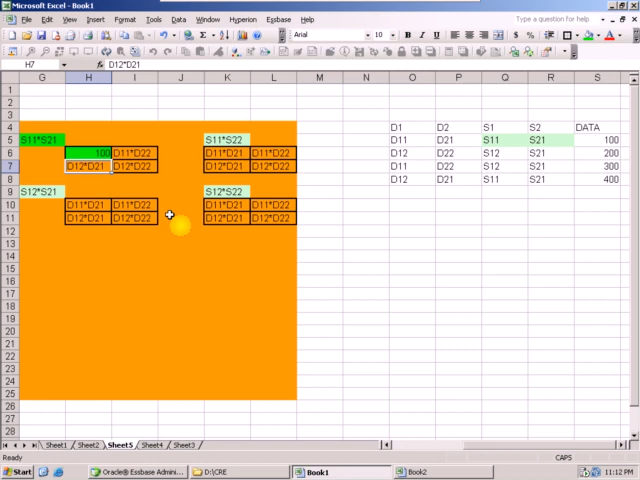 Microsoft Excel - Book1
File Edit View Insert Format Tools Data Window Hyperion Essbase Help Type a question for help
Arial 10 B I U
H7 fx D12*D21
G H I J K L M N O P Q R S
1
2
3
4 D1 D2 S1 S2 DATA
5 S11*S21 S11*S22 D11 D21 S11 S21 100
6 100 D11*D22 D11*D21 L11*D22 D12 D22 S12 S21 200
7 D12*D21 D12*D22 D12*D21 D12*D22 D11 D22 S12 S21 300
8 D12 D21 S11 S21 400
9 S12*S21 S12*S22
10 D11*D21 D11*D22 D11*D21 D11*D22
11 D12*D21 D12*D22 D12*D21 D12*D22
12
13
14
15
16
17
18
19
20
21
22
23
24
25
26
27
28
Sheet1 Sheet2 Sheet5 Sheet4 Sheet3
Ready CAPS
Start Oracle® Essbase Admini... D:\CRE Book1 Book2 11:12 PM